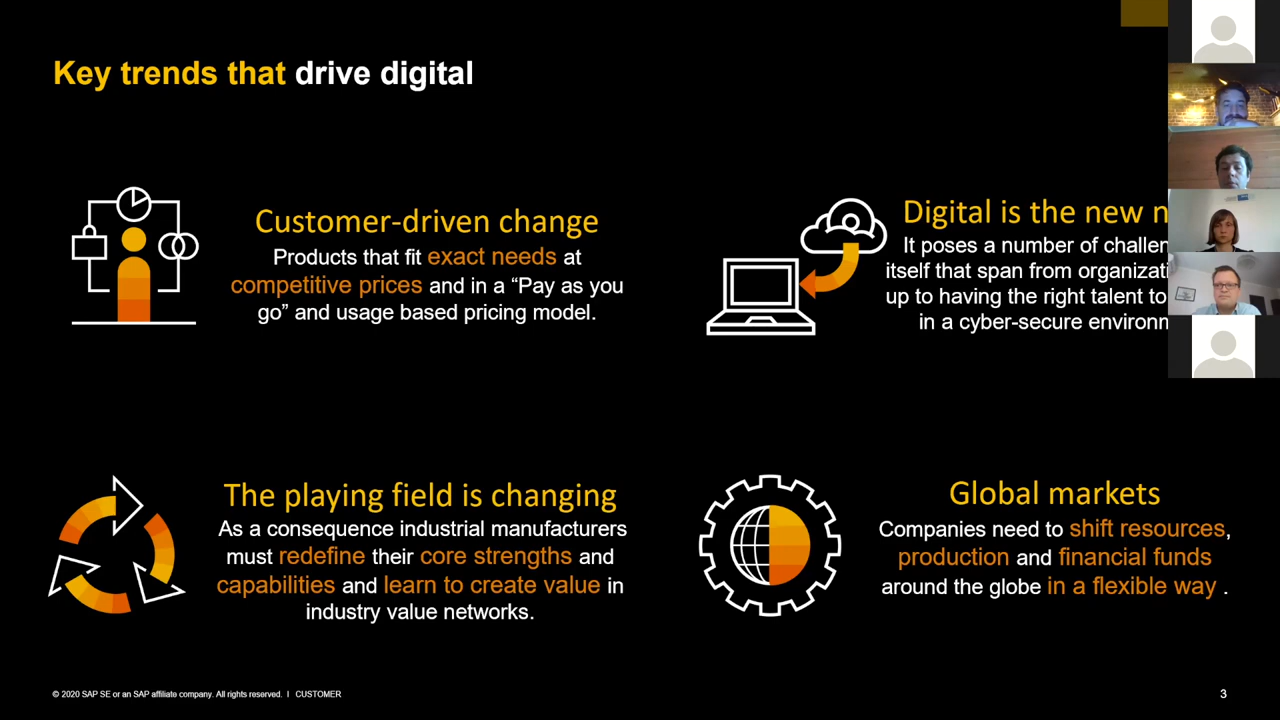 Key trends that drive digital
Customer-driven change
Products that fit exact needs at
competitive prices and in a “Pay as you
go” and usage based pricing model.
Digital is the new
It poses a number of
itself that span from
up to having the right talent to
in a cyber-secure
The playing field is changing
As a consequence industrial manufacturers
must redefine their core strengths and
capabilities and learn to create value in
industry value networks.
Global markets
Companies need to shift resources,
production and financial funds
around the globe in a flexible way .
© 2020 SAP SE or an SAP affiliate company. All rights reserved. I CUSTOMER
3